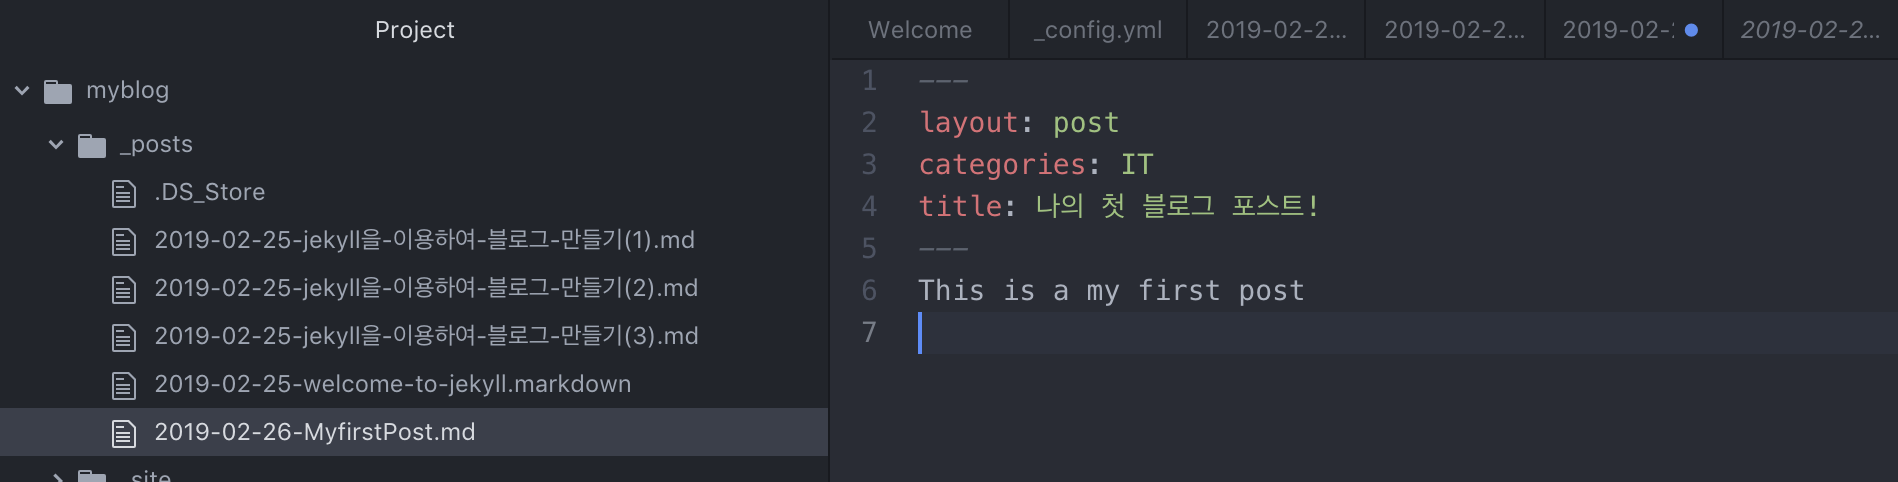 Project
myblog
_posts
.DS_Store
2019-02-25-jekyll을-이용하여-블로그-만들기(1).md
2019-02-25-jekyll을-이용하여-블로그-만들기(2).md
2019-02-25-jekyll을-이용하여-블로그-만들기(3).md
2019-02-25-welcome-to-jekyll.markdown
2019-02-26-MyfirstPost.md
_site
Welcome
_config.yml
2019-02-2...
2019-02-2...
2019-02-2
2019-02-2...
1 ---
2 layout: post
3 categories: IT
4 title: 나의 첫 블로그 포스트!
5 ---
6 This is a my first post
7